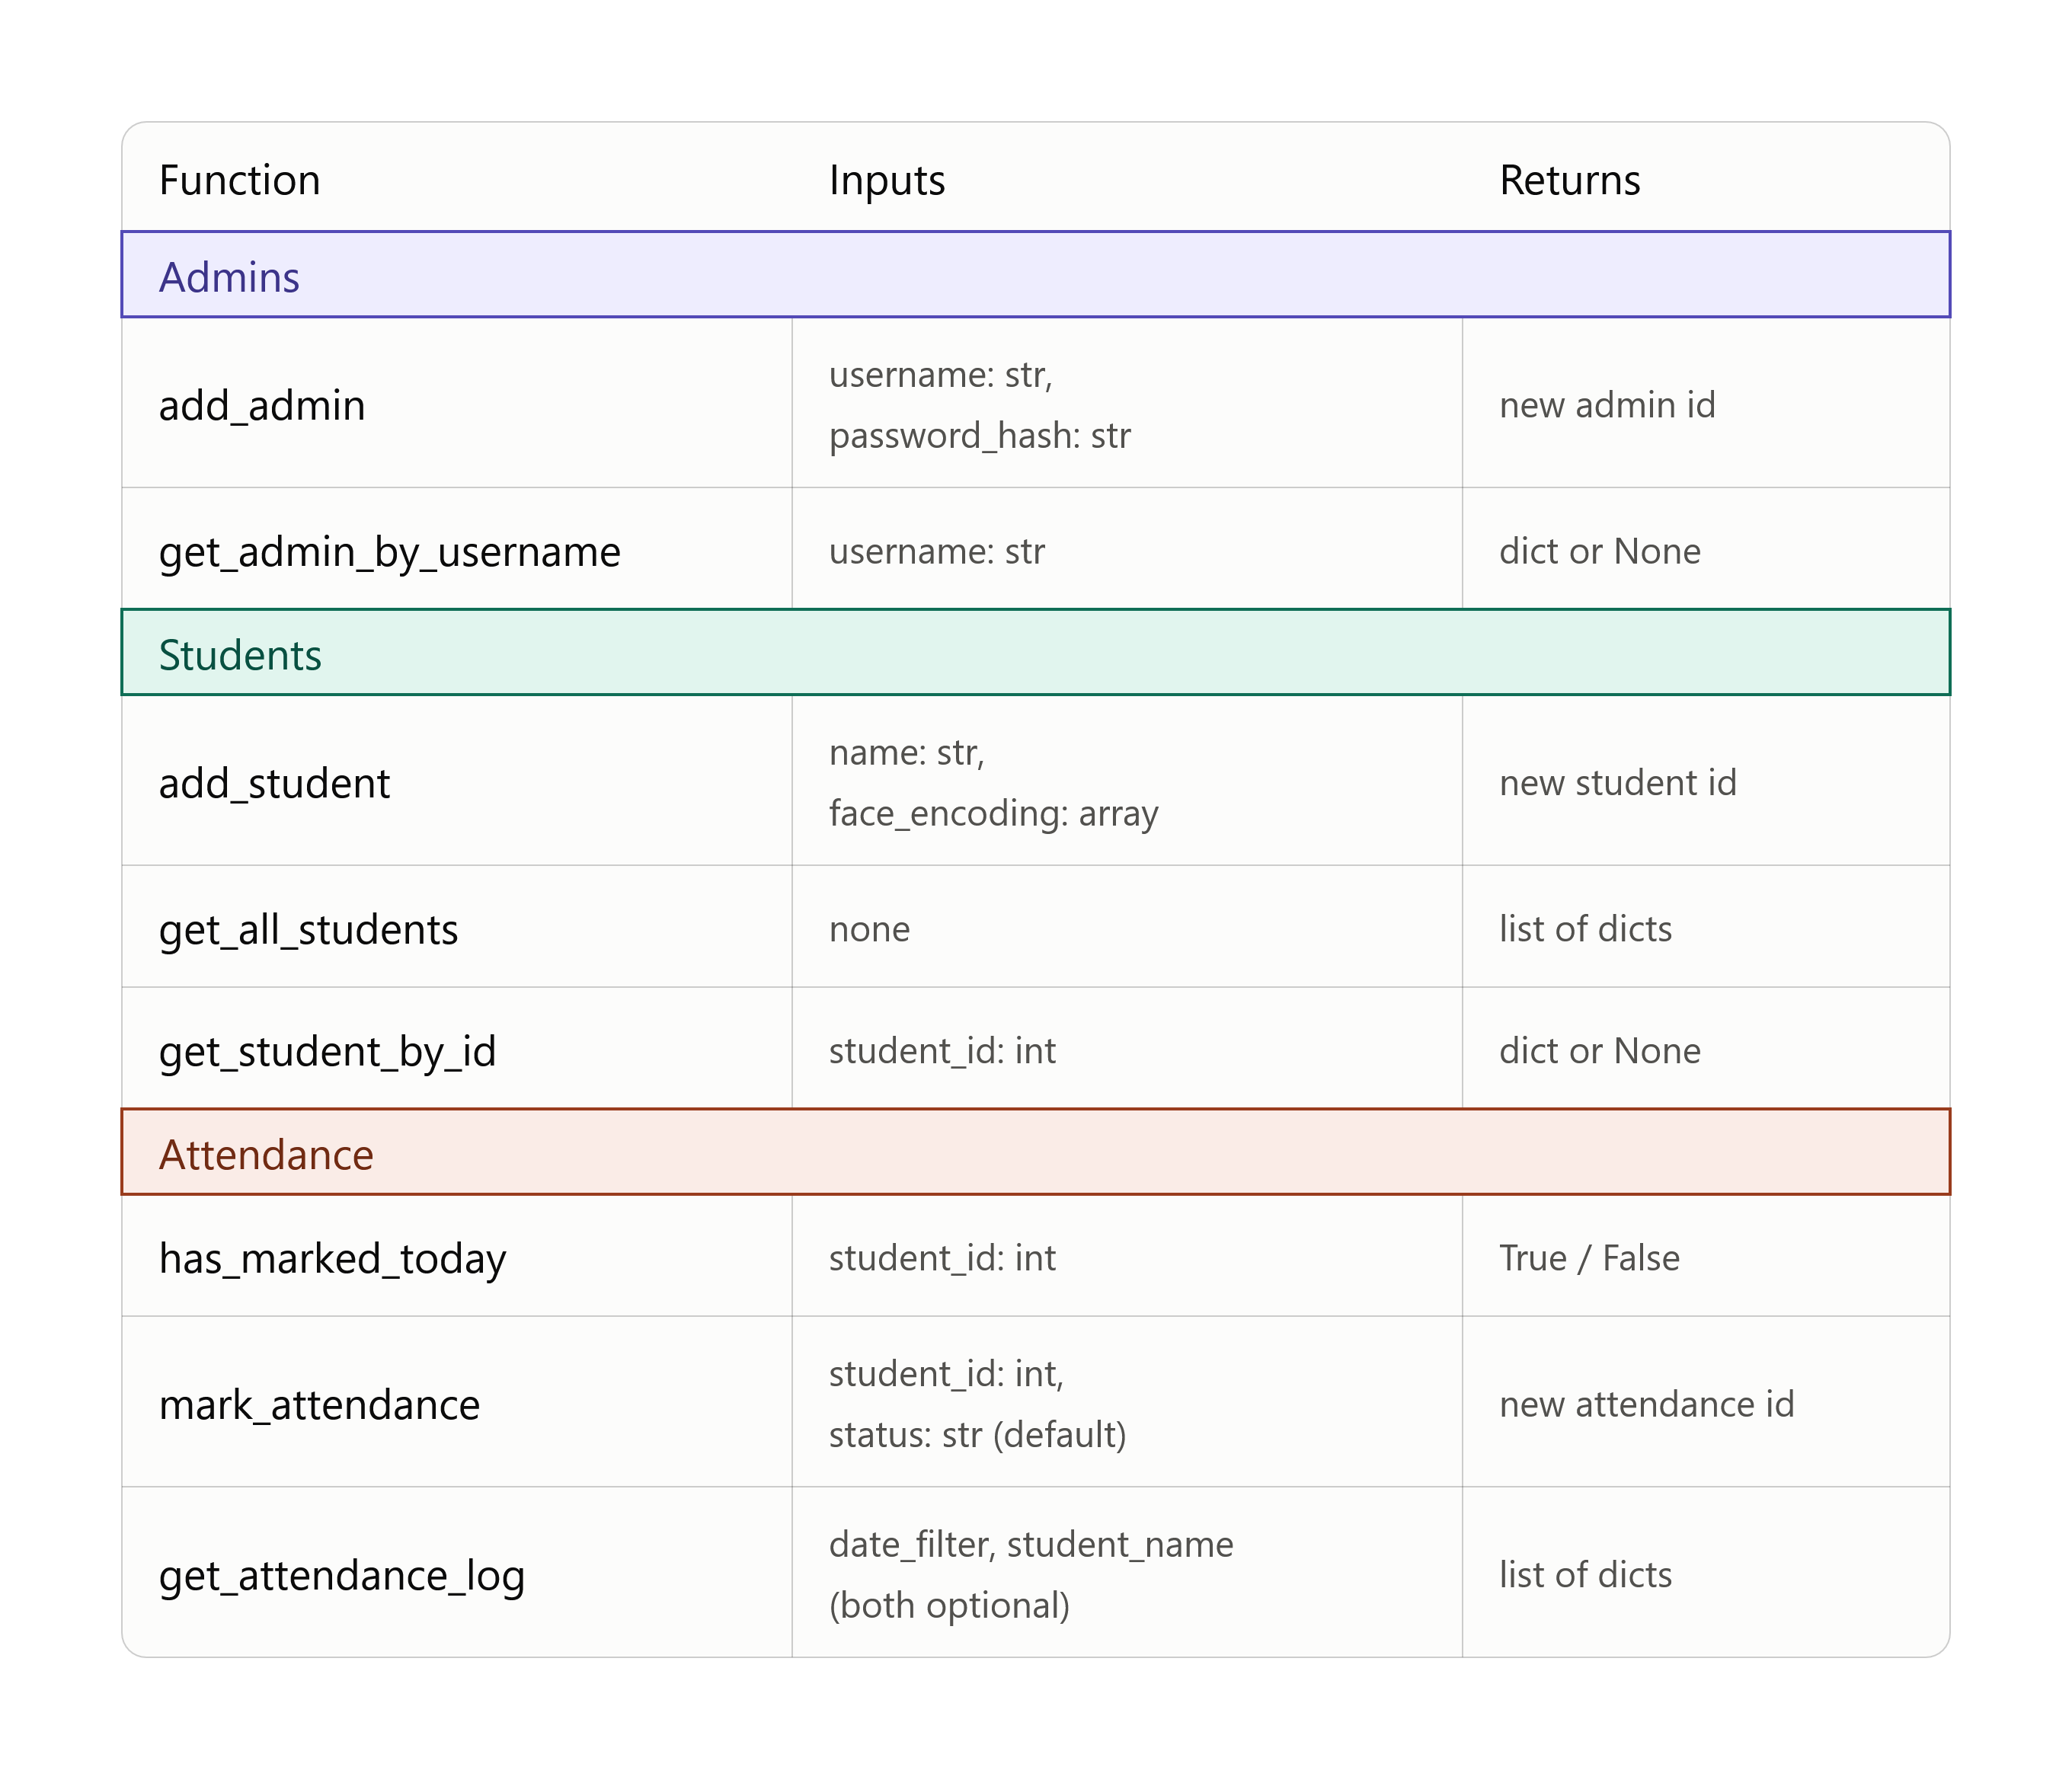 Function Inputs Returns
Admins
add_admin username: str, new admin id
password_hash: str
get_admin_by_username username: str dict or None
Students
add_student name: str, new student id
face_encoding: array
get_all_students none list of dicts
get_student_by_id student_id: int dict or None
Attendance
has_marked_today student_id: int True / False
mark_attendance student_id: int, new attendance id
status: str (default)
get_attendance_log date_filter, student_name list of dicts
(both optional)